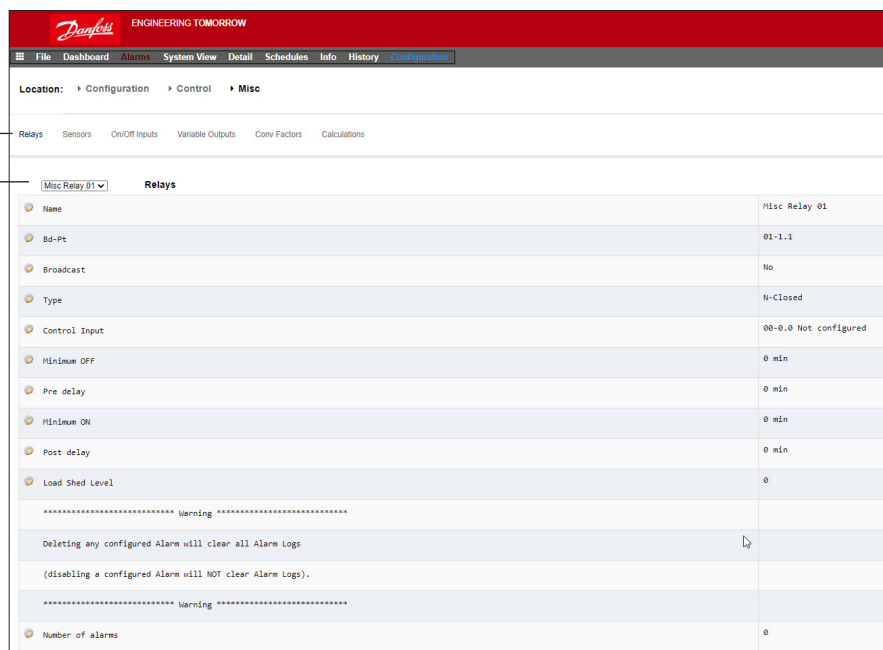 Danfoss ENGINEERING TOMORROW
File Dashboard Alarms System View Detail Schedules Info History Configuration
Location: Configuration Control Misc
Relays Sensors On/Off Inputs Variable Outputs Conv Factors Calculations
Misc Relay 01 Relays
Name Misc Relay 01
Bd-Pt 01-1.1
Broadcast No
Type N-Closed
Control Input 00-0.0 Not configured
Minimum OFF 0 min
Pre delay 0 min
Minimum ON 0 min
Post delay 0 min
Load Shed Level 0
*************************** Warning ***************************
Deleting any configured Alarm will clear all Alarm Logs
(disabling a configured Alarm will NOT clear Alarm Logs).
*************************** Warning ***************************
Number of alarms 0